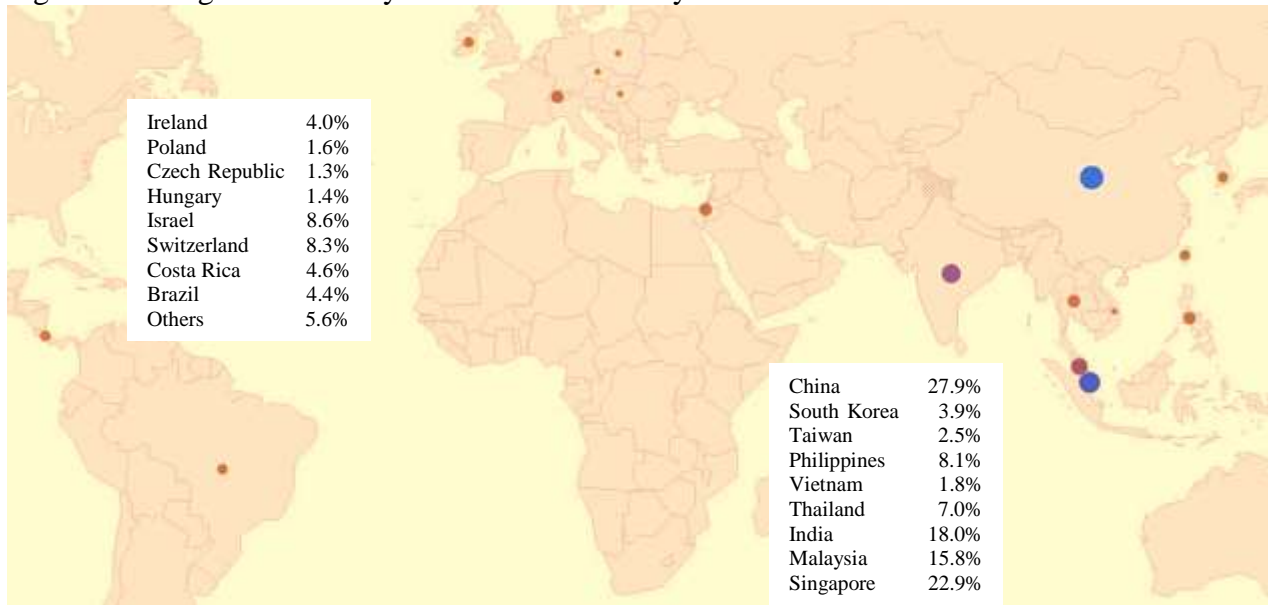 Ireland 4.0%
Poland 1.6%
Czech Republic 1.3%
Hungary 1.4%
Israel 8.6%
Switzerland 8.3%
Costa Rica 4.6%
Brazil 4.4%
Others 5.6%
China 27.9%
South Korea 3.9%
Taiwan 2.5%
Philippines 8.1%
Vietnam 1.8%
Thailand 7.0%
India 18.0%
Malaysia 15.8%
Singapore 22.9%